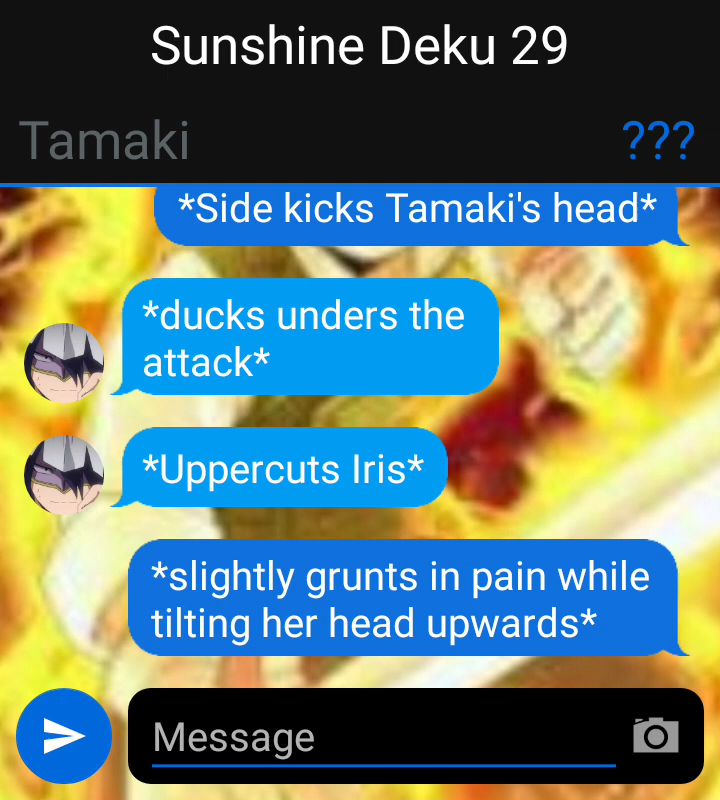 Sunshine Deku 29
Tamaki
???
*Side kicks Tamaki's head*
*ducks unders the
attack*
*Uppercuts Iris*
*slightly grunts in pain while
tilting her head upwards*
Message